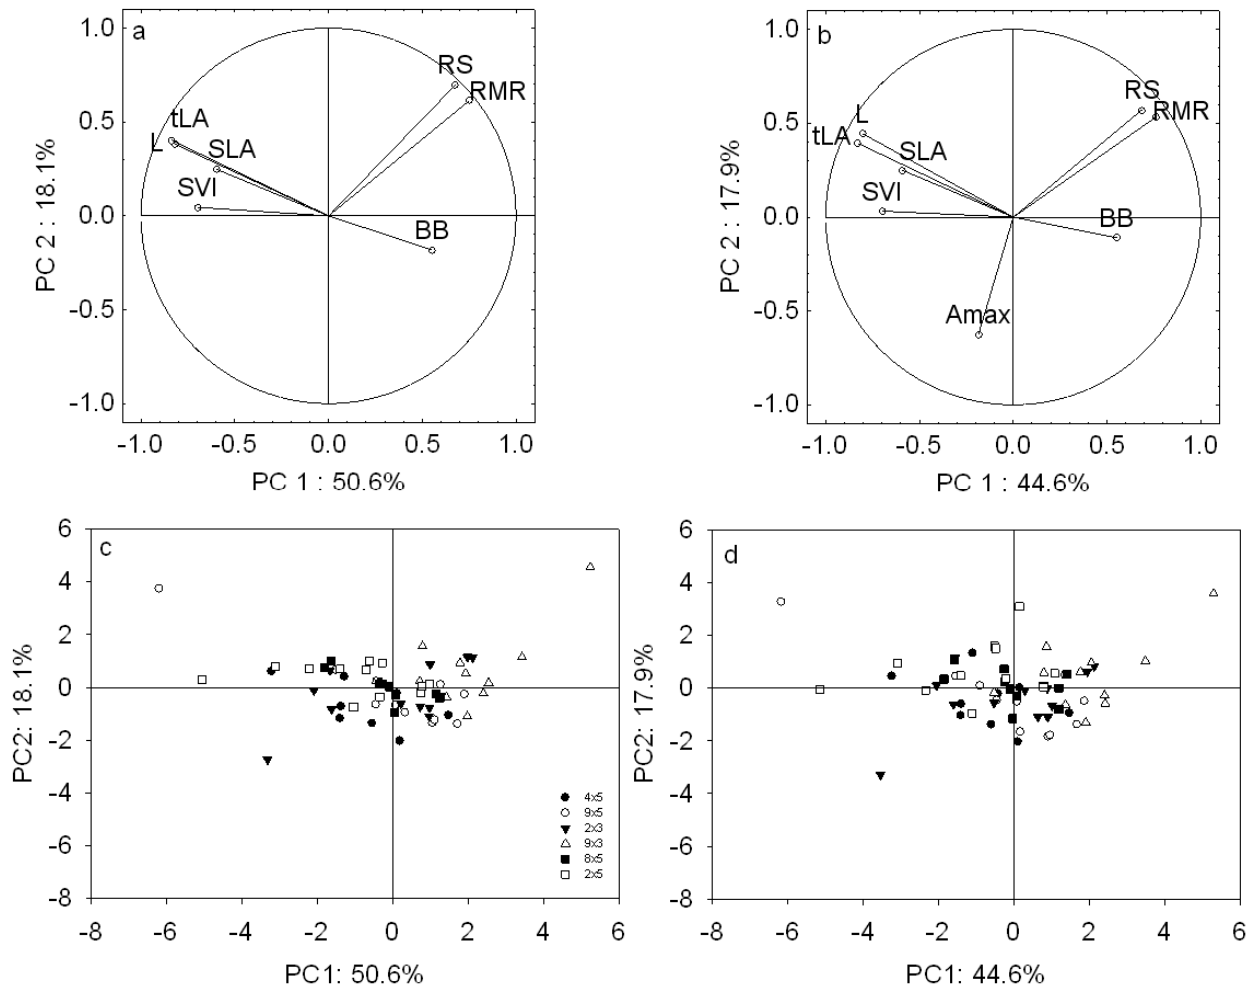 a
1.0
0.5
0.0
-0.5
-1.0
PC 2 : 18.1%
RS
RMR
tLA
L
SLA
SVI
BB
-1.0 -0.5 0.0 0.5 1.0
PC 1 : 50.6%
b
1.0
0.5
0.0
-0.5
-1.0
PC 2 : 17.9%
RS
RMR
L
tLA
SLA
SVI
BB
Amax
-1.0 -0.5 0.0 0.5 1.0
PC 1 : 44.6%
c
6
4
2
0
-2
-4
-6
-8
PC2: 18.1%
4x5
9x5
2x3
9x3
8x5
2x5
-8 -6 -4 -2 0 2 4 6
PC1: 50.6%
d
6
4
2
0
-2
-4
-6
-8
PC2: 17.9%
-8 -6 -4 -2 0 2 4 6
PC1: 44.6%